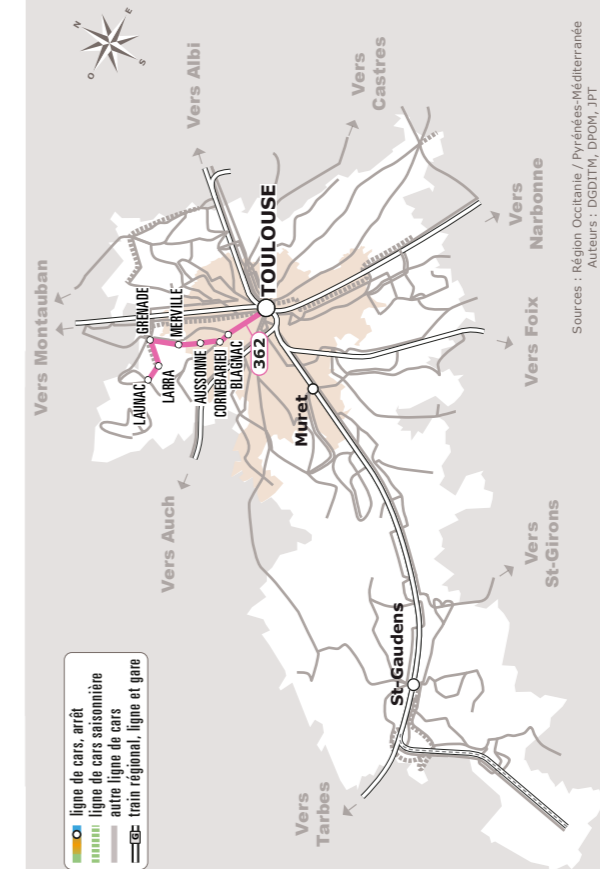 ligne de cars, arrêt
ligne de cars saisonnière
autre ligne de cars
G train régional, ligne et gare
N
E
S
O
Vers Montauban
Vers Albi
Vers
Castres
Vers
Narbonne
Vers Foix
Vers
St-Girons
Vers
Tarbes
Vers Auch
LAUNAC
LARRA
GRENADE
MERVILLE
AUSSONNE
CORNEBARIEU
BLAGNAC
362
TOULOUSE
Muret
St-Gaudens
Sources : Région Occitanie / Pyrénées-Méditerranée
Auteurs : DGDITM, DPOM, JPT